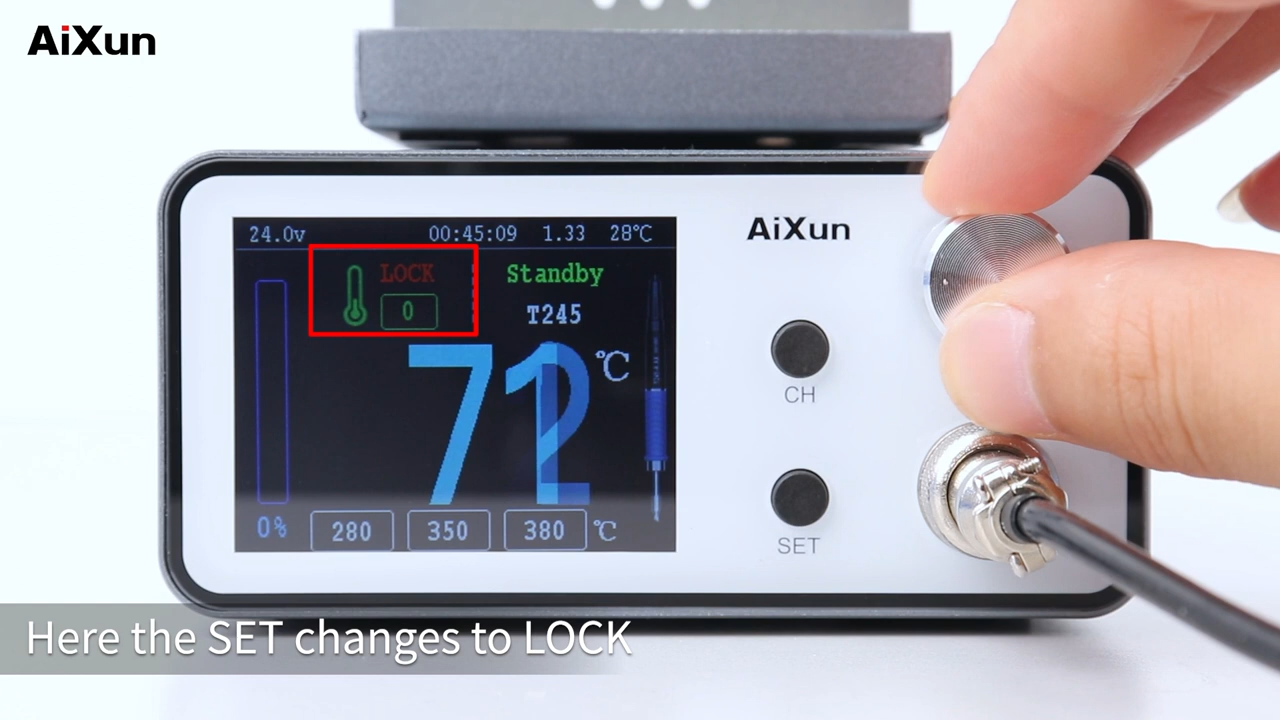 AiXun
24.0v 00:45:09 1.33 28℃
LOCK
0
Standby
T245
℃
0%
280 350 380 ℃
AiXun
CH
SET
Here the SET changes to LOCK